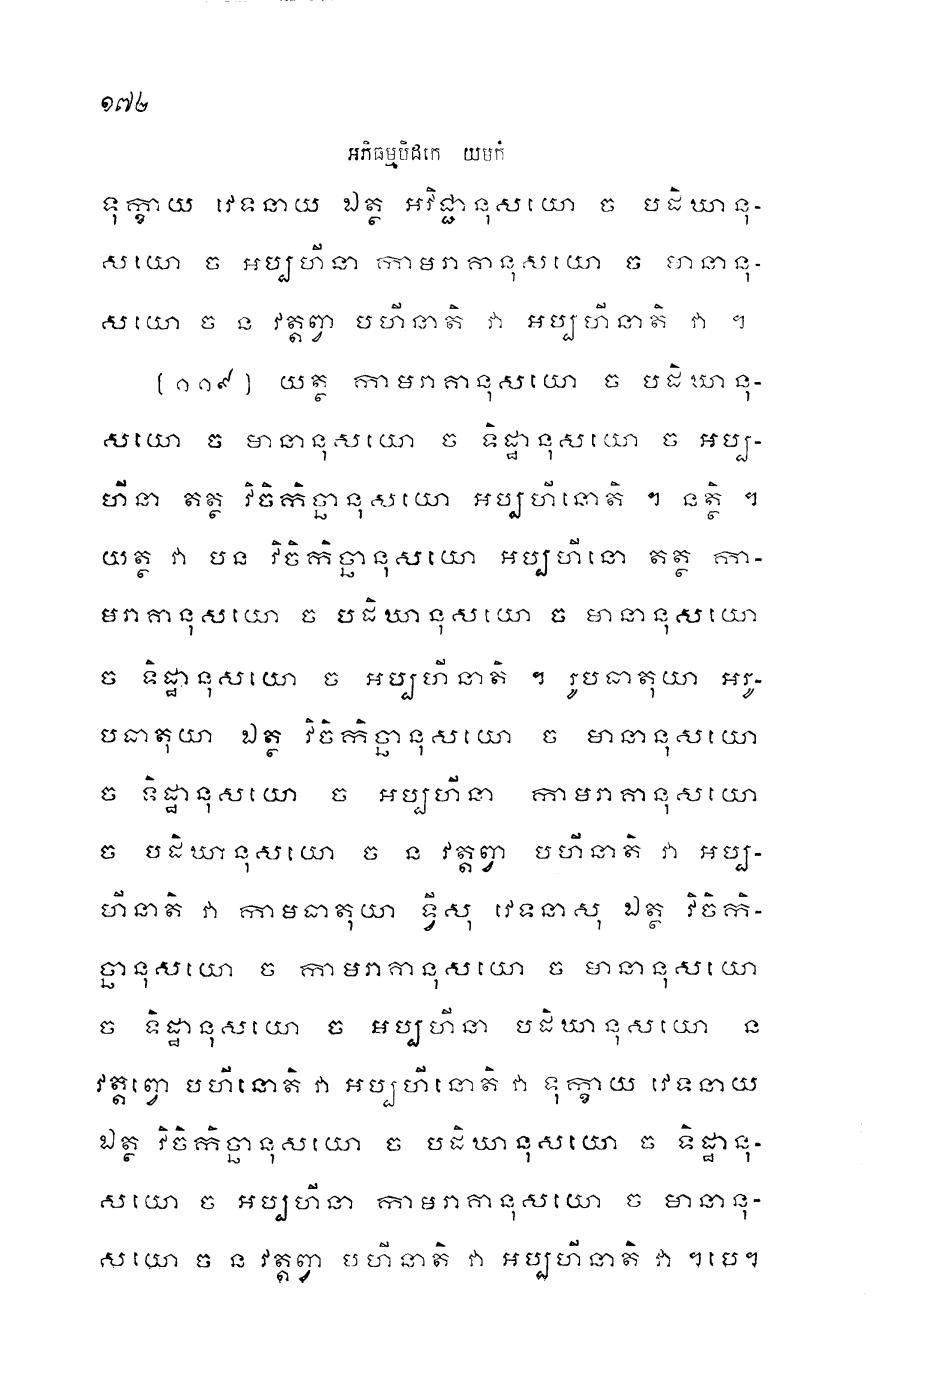 ១៧២
អភិធម្មបិដកេ យមកំ
ទុក្ខាយ វេទនាយ ឯត្ថ អវិជ្ជានុសយោ ច បដិឃានុ-
សយោ ច អប្បហីនា កាមរាគានុសយោ ច មានានុ-
សយោ ច ន វត្តព្វា បហីនាតិ វា អប្បហីនាតិ វា ។
(១១៩) យត្ថ កាមរាគានុសយោ ច បដិឃានុ-
សយោ ច មានានុសយោ ច ទិដ្ឋានុសយោ ច អប្ប-
ហីនា តត្ថ វិចិកិច្ឆានុសយោ អប្បហីនោតិ ។ នត្ថិ ។
យត្ថ វា បន វិចិកិច្ឆានុសយោ អប្បហីនោ តត្ថ កា-
មរាគានុសយោ ច បដិឃានុសយោ ច មានានុសយោ
ច ទិដ្ឋានុសយោ ច អប្បហីនាតិ ។ រូបធាតុយា អរូ-
បធាតុយា ឯត្ថ វិចិកិច្ឆានុសយោ ច មានានុសយោ
ច ទិដ្ឋានុសយោ ច អប្បហីនា កាមរាគានុសយោ
ច បដិឃានុសយោ ច ន វត្តព្វា បហីនាតិ វា អប្ប-
ហីនាតិ វា កាមធាតុយា ទ្វីសុ វេទនាសុ ឯត្ថ វិចិកិ-
ច្ឆានុសយោ ច កាមរាគានុសយោ ច មានានុសយោ
ច ទិដ្ឋានុសយោ ច អប្បហីនា បដិឃានុសយោ ន
វត្តព្វោ បហីនោតិ វា អប្បហីនោតិ វា ទុក្ខាយ វេទនាយ
ឯត្ថ វិចិកិច្ឆានុសយោ ច បដិឃានុសយោ ច ទិដ្ឋានុ-
សយោ ច អប្បហីនា កាមរាគានុសយោ ច មានានុ-
សយោ ច ន វត្តព្វា បហីនាតិ វា អប្បហីនាតិ វា ។បេ។